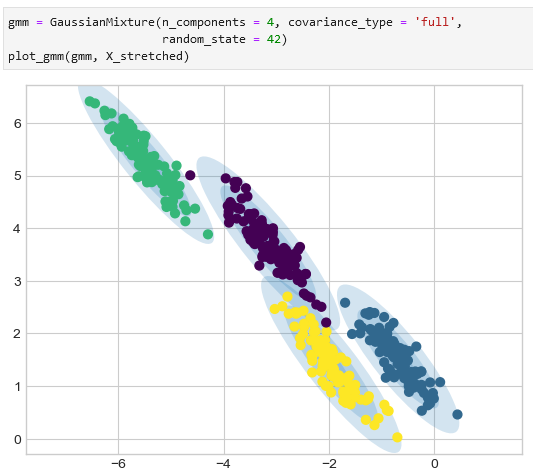 gmm = GaussianMixture(n_components = 4, covariance_type = 'full',
random_state = 42)
plot_gmm(gmm, X_stretched)
6
5
4
3
2
1
0
−6 −4 −2 0